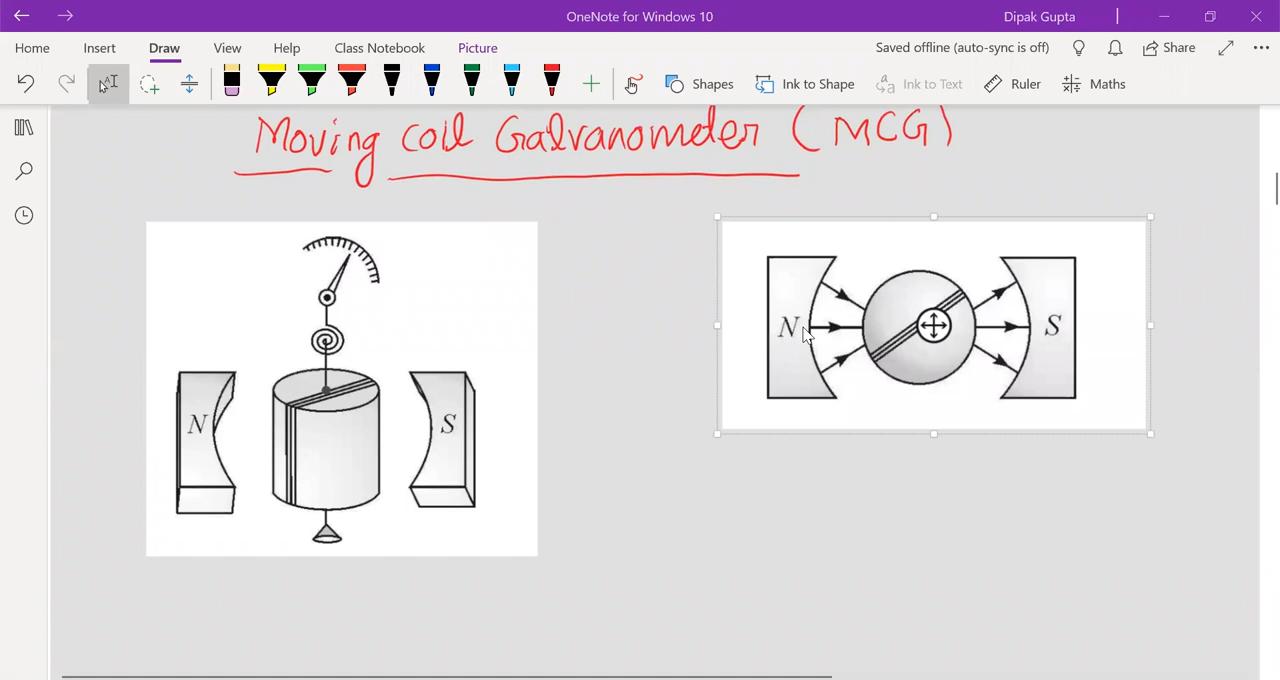 OneNote for Windows 10
Dipak Gupta
Home Insert Draw View Help Class Notebook Picture
Saved offline (auto-sync is off) Share
Shapes Ink to Shape Ink to Text Ruler Maths
Moving coil Galvanometer (MCG)
N S
N S